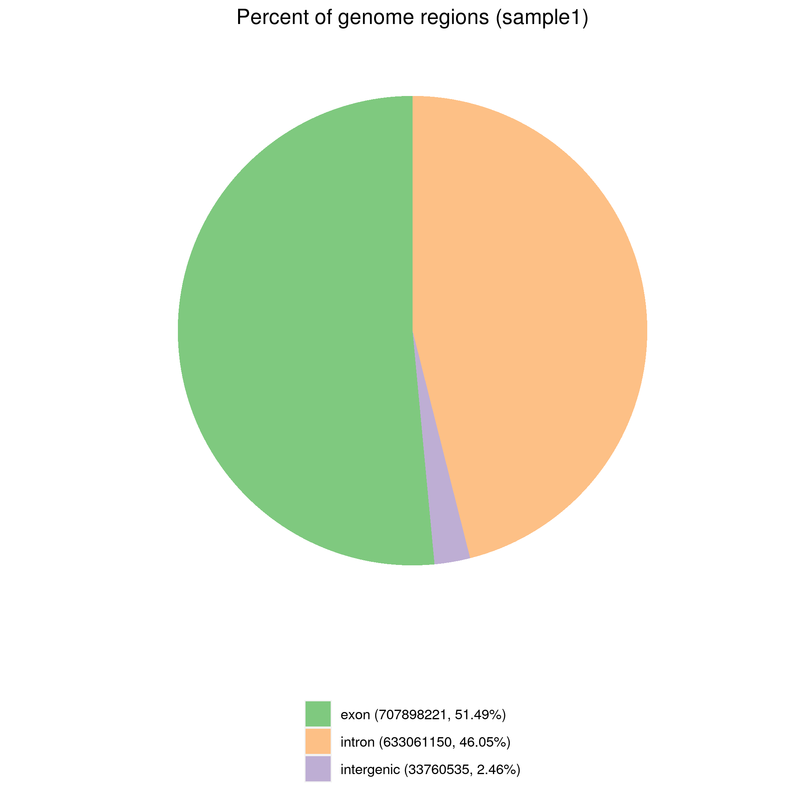 Percent of genome regions (sample1)
exon (707898221, 51.49%)
intron (633061150, 46.05%)
intergenic (33760535, 2.46%)